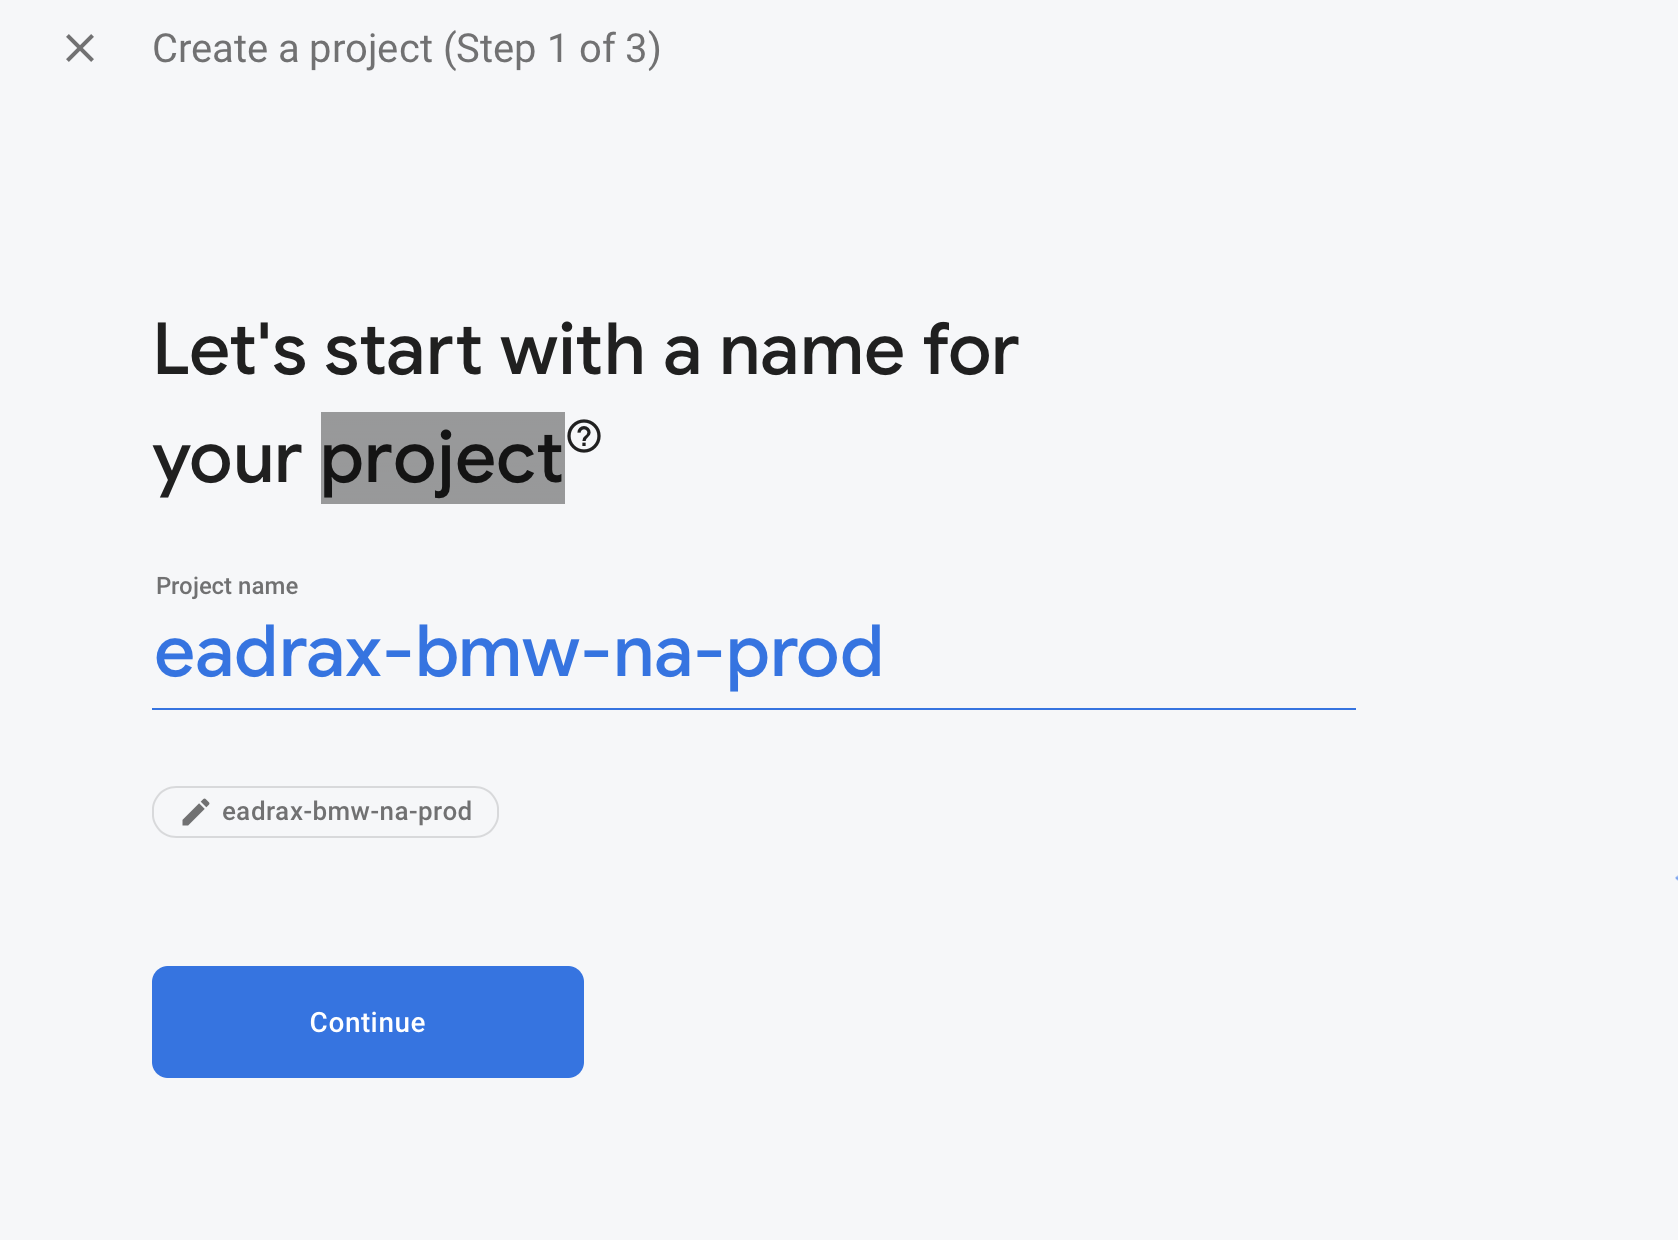 Create a project (Step 1 of 3)
Let's start with a name for
your project
Project name
eadrax-bmw-na-prod
eadrax-bmw-na-prod
Continue